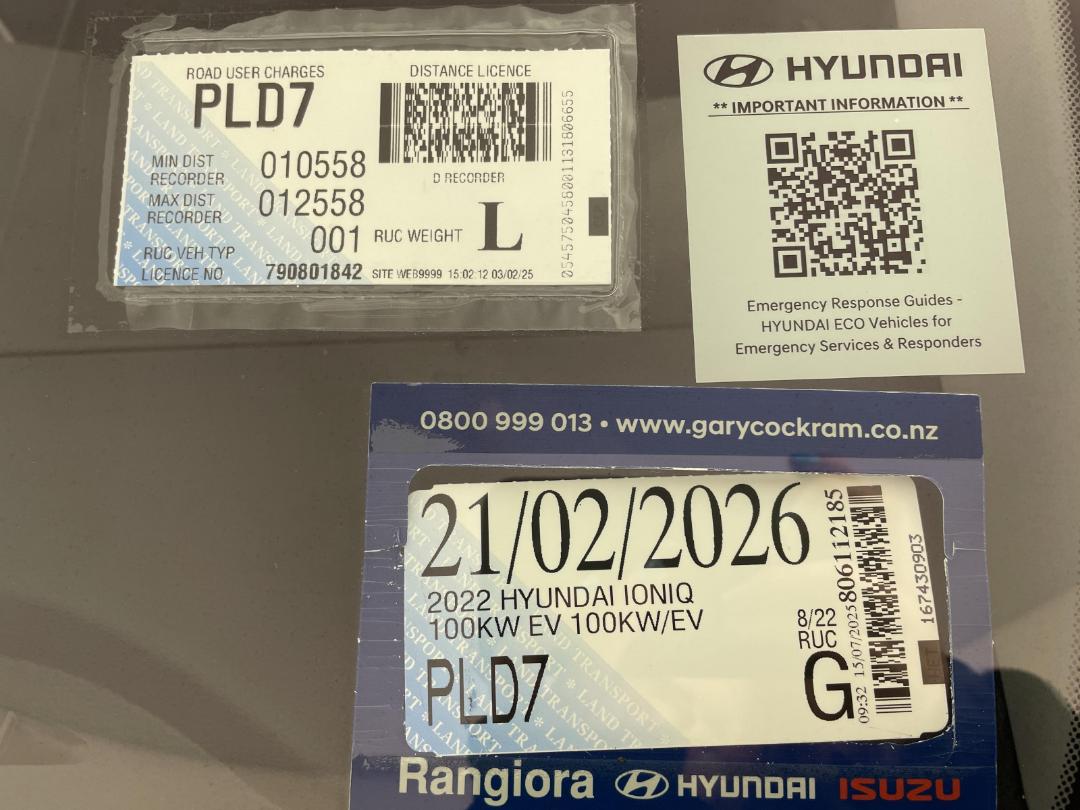 ROAD USER CHARGES
PLD7
MIN DIST
RECORDER
010558
MAX DIST
RECORDER
012558
RUC VEH TYP
001
LICENCE NO
790801842
DISTANCE LICENCE
D RECORDER
RUC WEIGHT L
SITE WEB9999 15:02:12 03/02/25
HYUNDAI
** IMPORTANT INFORMATION **
Emergency Response Guides -
HYUNDAI ECO Vehicles for
Emergency Services & Responders
0800 999 013 • www.garycockram.co.nz
21/02/2026
2022 HYUNDAI IONIQ
100KW EV 100KW/EV
8/22
RUC
PLD7
G
09:32 15/07/2025
806112185
167430903
Rangiora HYUNDAI ISUZU